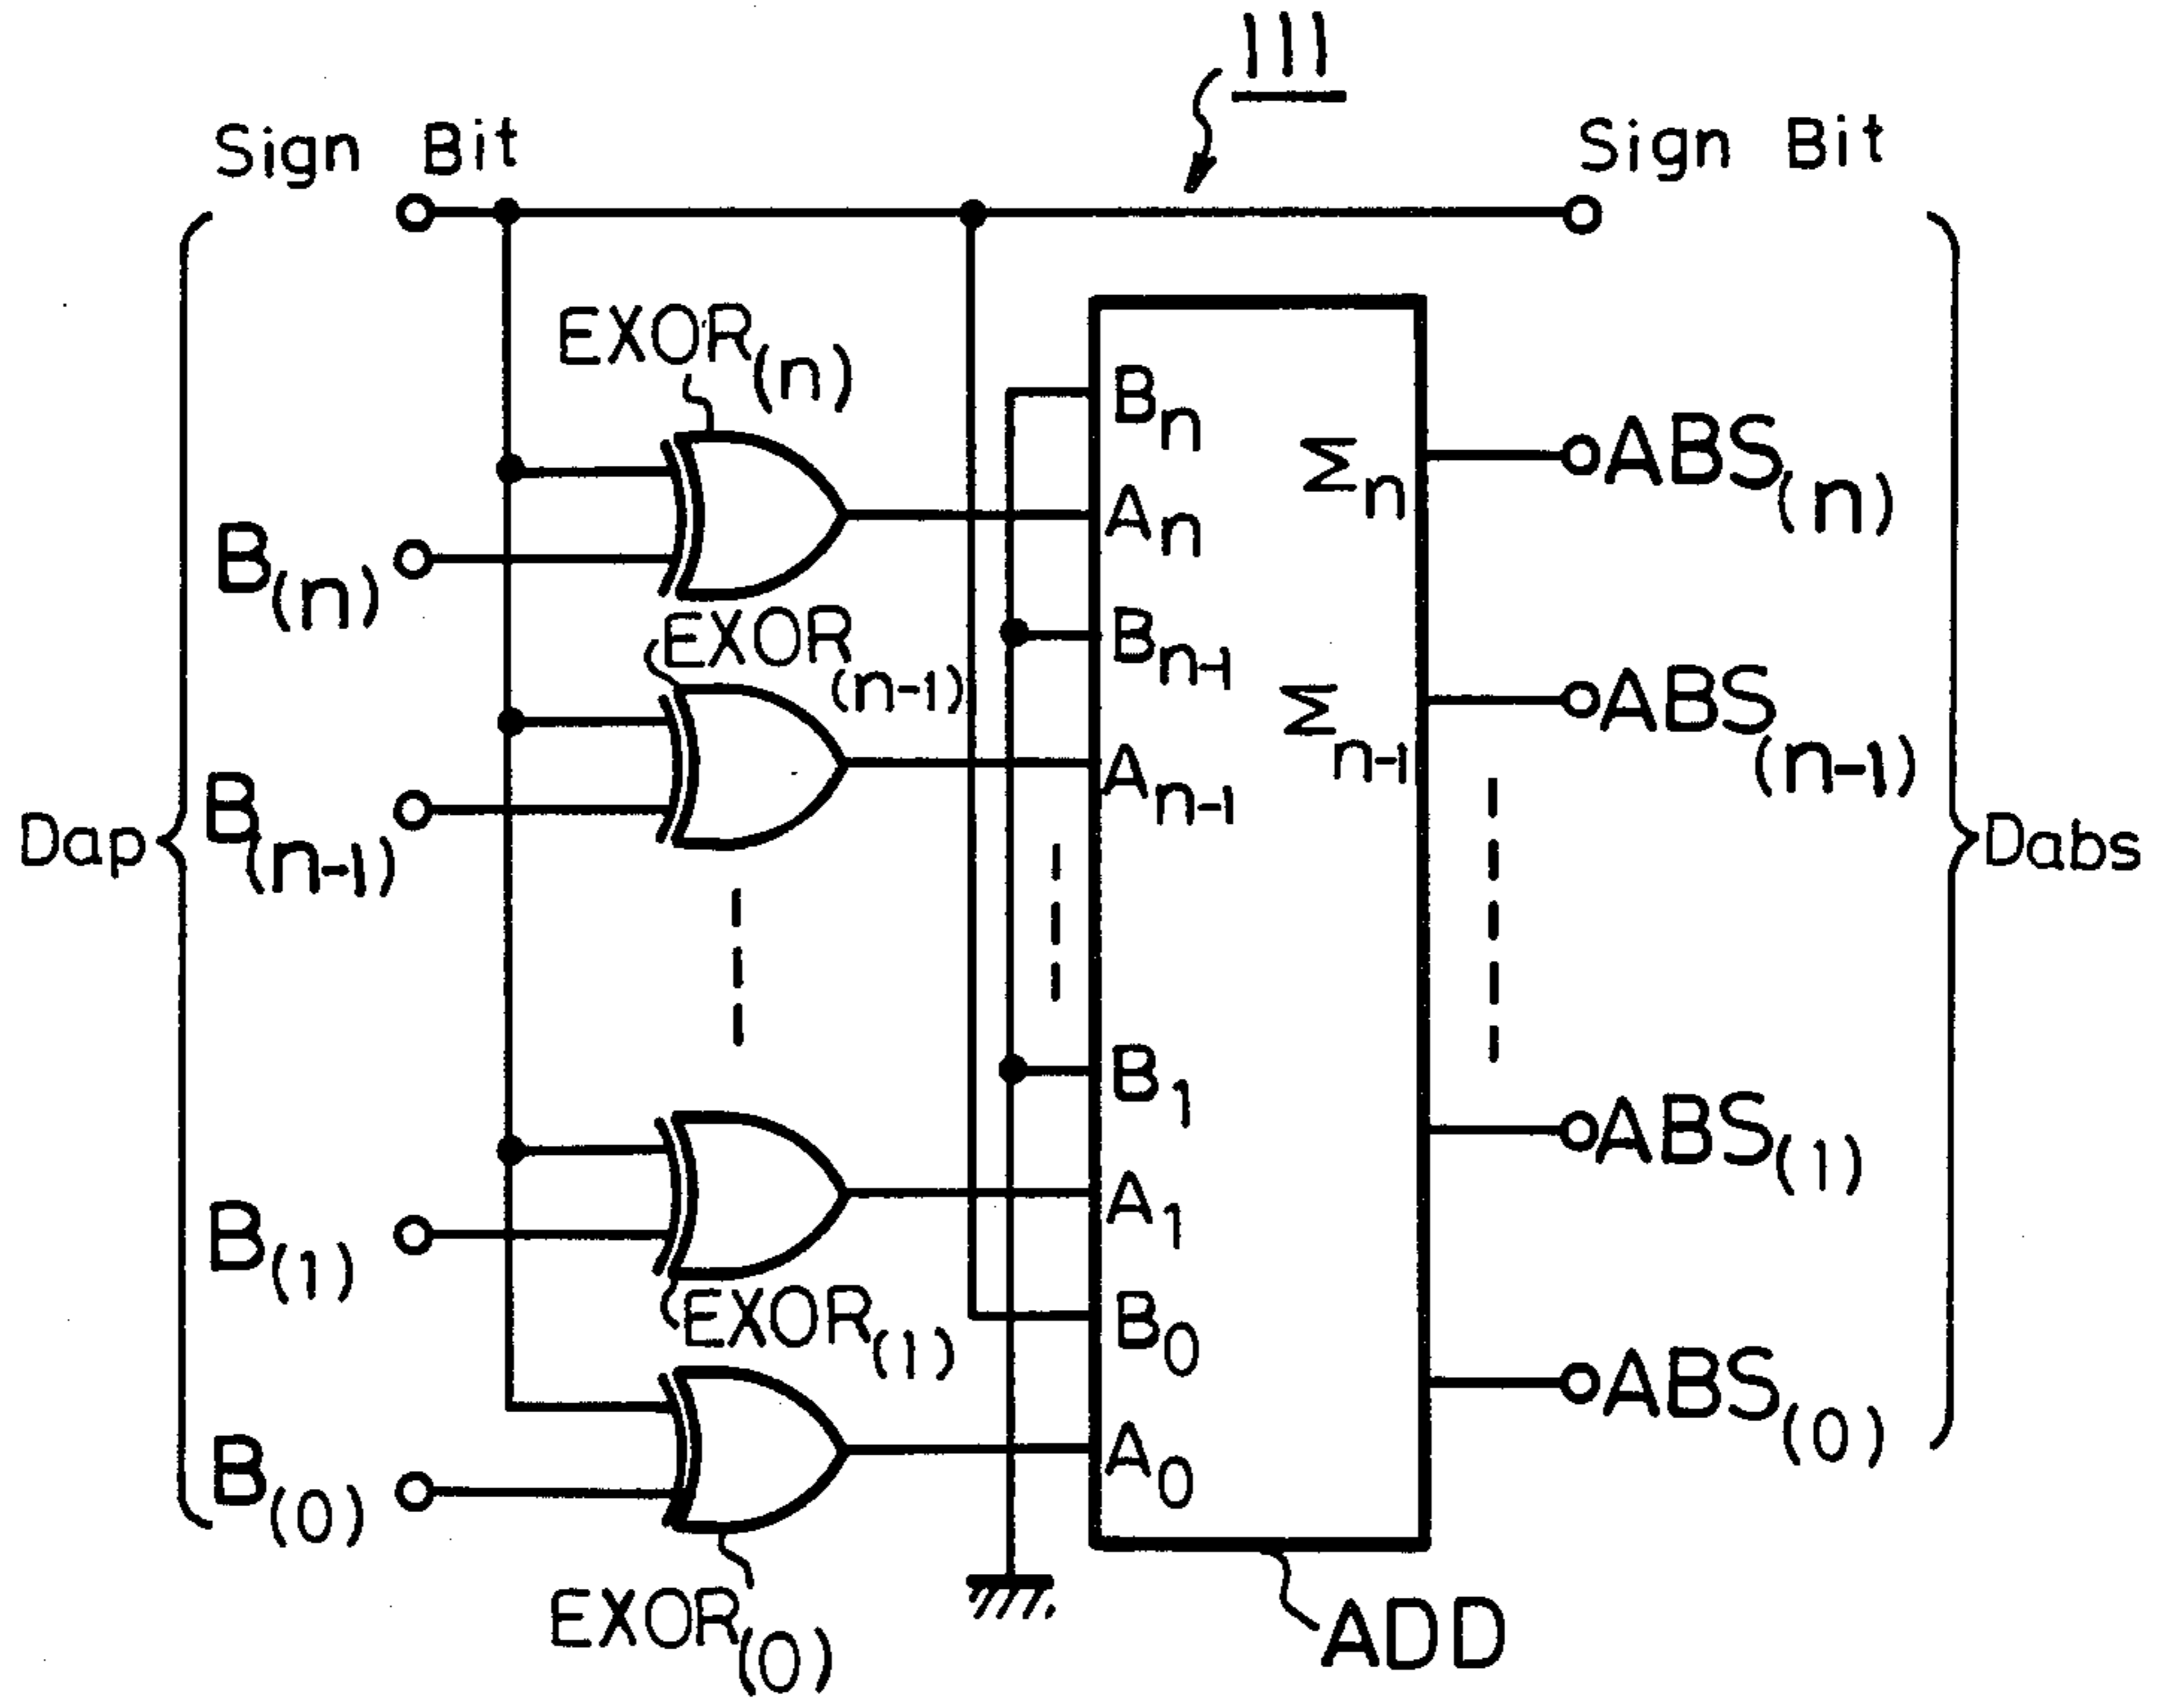 111
Sign Bit
Sign Bit
EXOR(n)
Bn
Σn
ABS(n)
An
B(n)
EXOR(n-1)
Bn-1
Σn-1
ABS(n-1)
An-1
B(n-1)
Dap
Dabs
B1
ABS(1)
A1
B(1)
EXOR(1)
B0
ABS(0)
A0
B(0)
EXOR(0)
ADD